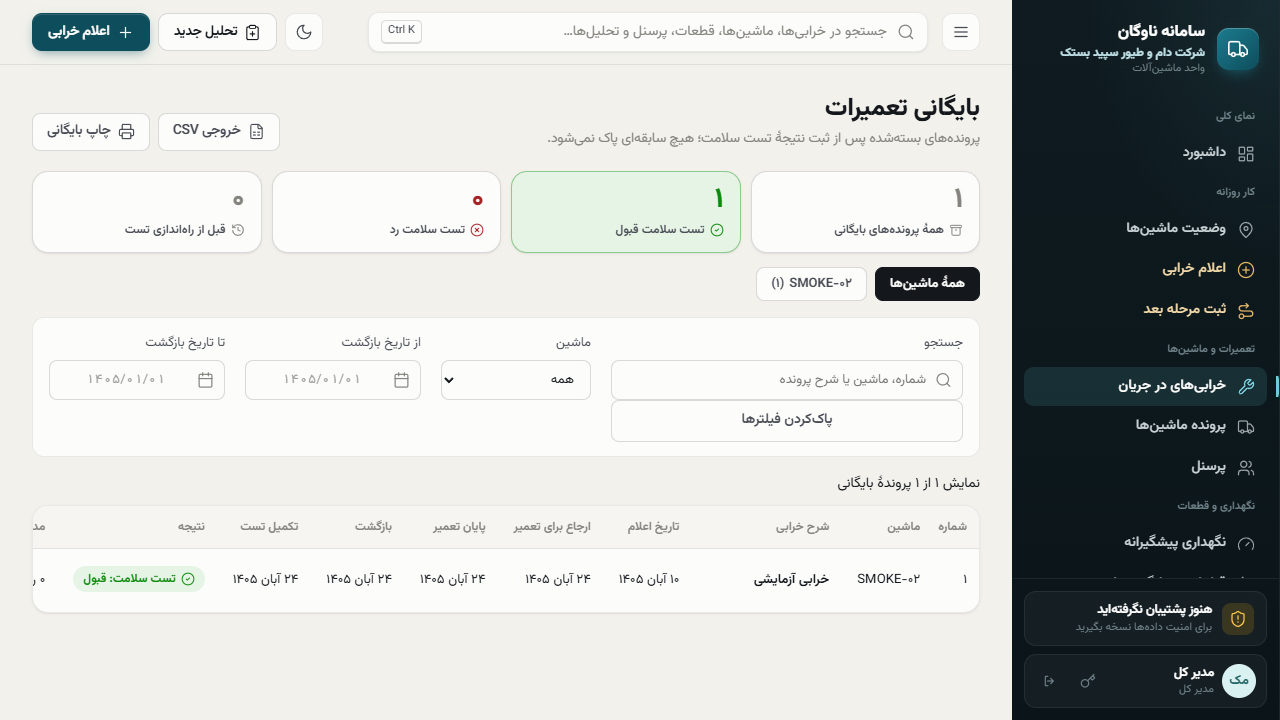 سامانه ناوگان
شرکت دام و طیور سپید بستک
واحد ماشین‌آلات
نمای کلی
داشبورد
کار روزانه
وضعیت ماشین‌ها
اعلام خرابی
ثبت مرحله بعد
تعمیرات و ماشین‌ها
خرابی‌های در جریان
پرونده ماشین‌ها
پرسنل
نگهداری و قطعات
نگهداری پیشگیرانه
هنوز پشتیبان نگرفته‌اید
برای امنیت داده‌ها نسخه بگیرید
مک
مدیر کل
مدیر کل
جستجو در خرابی‌ها، ماشین‌ها، قطعات، پرسنل و تحلیل‌ها...
Ctrl K
تحلیل جدید
اعلام خرابی
بایگانی تعمیرات
پرونده‌های بسته‌شده پس از ثبت نتیجهٔ تست سلامت؛ هیچ سابقه‌ای پاک نمی‌شود.
خروجی CSV
چاپ بایگانی
۱
همهٔ پرونده‌های بایگانی
۱
تست سلامت قبول
۰
تست سلامت رد
۰
قبل از راه‌اندازی تست
همهٔ ماشین‌ها
SMOKE-۰۲ (۱)
جستجو
ماشین
از تاریخ بازگشت
تا تاریخ بازگشت
شماره، ماشین یا شرح پرونده
همه
۱۴۰۵/۰۱/۰۱
۱۴۰۵/۰۱/۰۱
پاک‌کردن فیلترها
نمایش ۱ از ۱ پروندهٔ بایگانی
شماره ماشین شرح خرابی تاریخ اعلام ارجاع برای تعمیر پایان تعمیر بازگشت تکمیل تست نتیجه
۱ SMOKE-۰۲ خرابی آزمایشی ۱۰ آبان ۱۴۰۵ ۲۴ آبان ۱۴۰۵ ۲۴ آبان ۱۴۰۵ ۲۴ آبان ۱۴۰۵ ۲۴ آبان ۱۴۰۵ تست سلامت: قبول